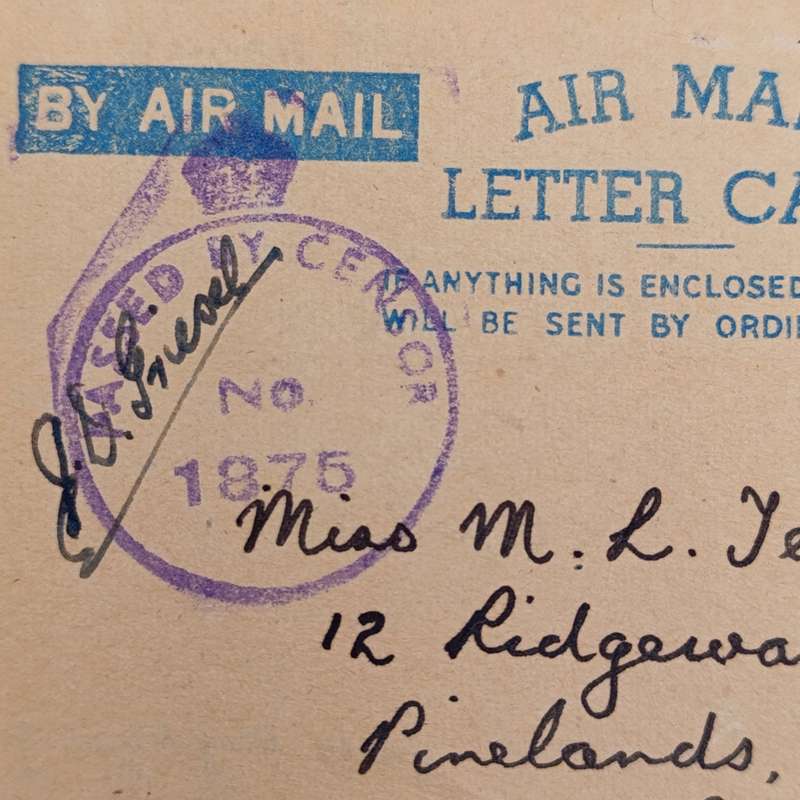 BY AIR MAIL
AIR MA
LETTER CA
IF ANYTHING IS ENCLOSED
WILL BE SENT BY ORDI
PASSED BY CENSOR
No.
1875
Miss M. L. Te
12 Ridgewa
Pinelands,